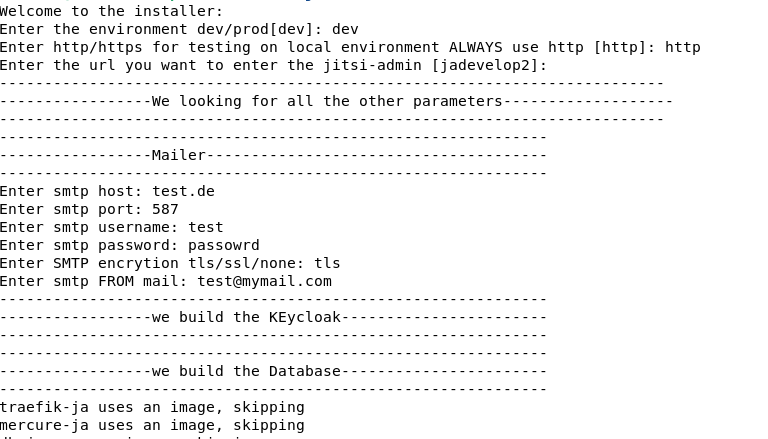 Welcome to the installer:
Enter the environment dev/prod[dev]: dev
Enter http/https for testing on local environment ALWAYS use http [http]: http
Enter the url you want to enter the jitsi-admin [jadevelop2]:
--------------------------------------------------------------------------
-----------------We looking for all the other parameters-------------------
--------------------------------------------------------------------------
-------------------------------------------------------------
-----------------Mailer--------------------------------------
-------------------------------------------------------------
Enter smtp host: test.de
Enter smtp port: 587
Enter smtp username: test
Enter smtp password: passowrd
Enter SMTP encrytion tls/ssl/none: tls
Enter smtp FROM mail: test@mymail.com
-------------------------------------------------------------
-----------------we build the KEycloak-----------------------
-------------------------------------------------------------
-------------------------------------------------------------
-----------------we build the Database-----------------------
-------------------------------------------------------------
traefik-ja uses an image, skipping
mercure-ja uses an image, skipping